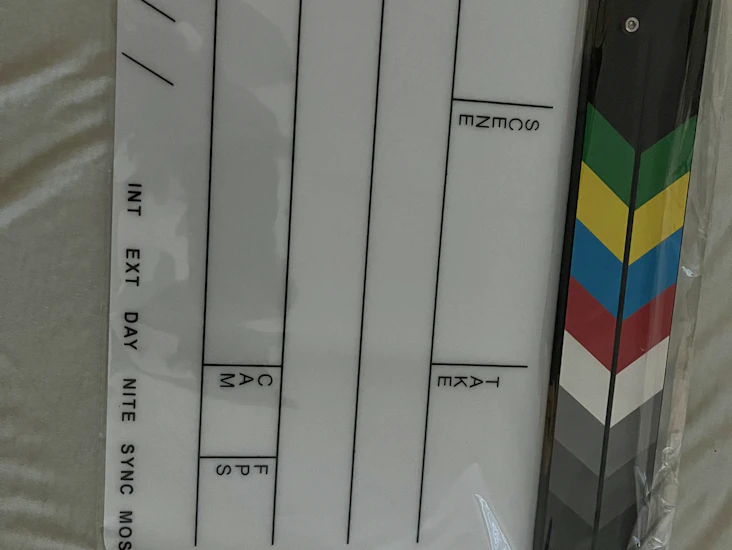 SCENE
TAKE
CAM
FPS
/ / INT EXT DAY NITE SYNC MOS